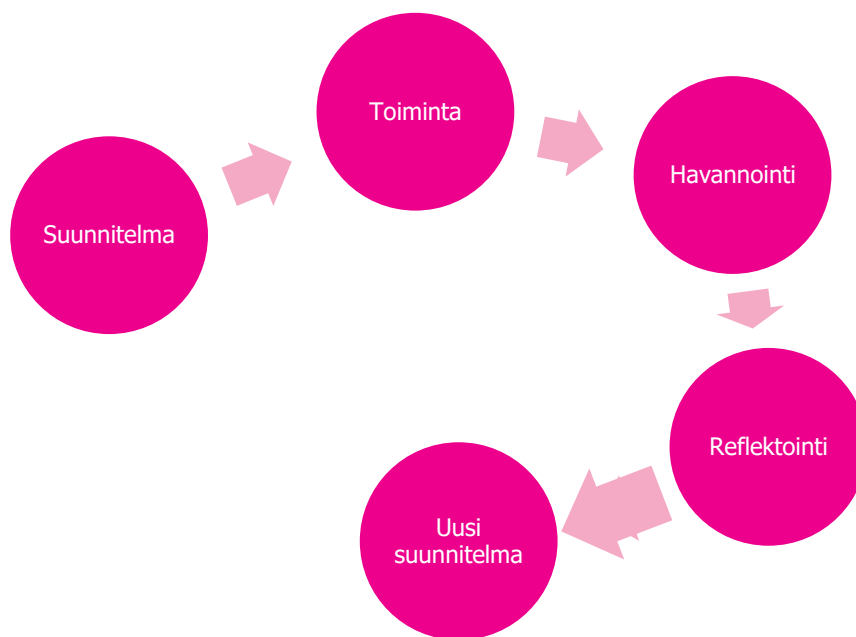 Suunnitelma
Toiminta
Havannointi
Reflektointi
Uusi
suunnitelma